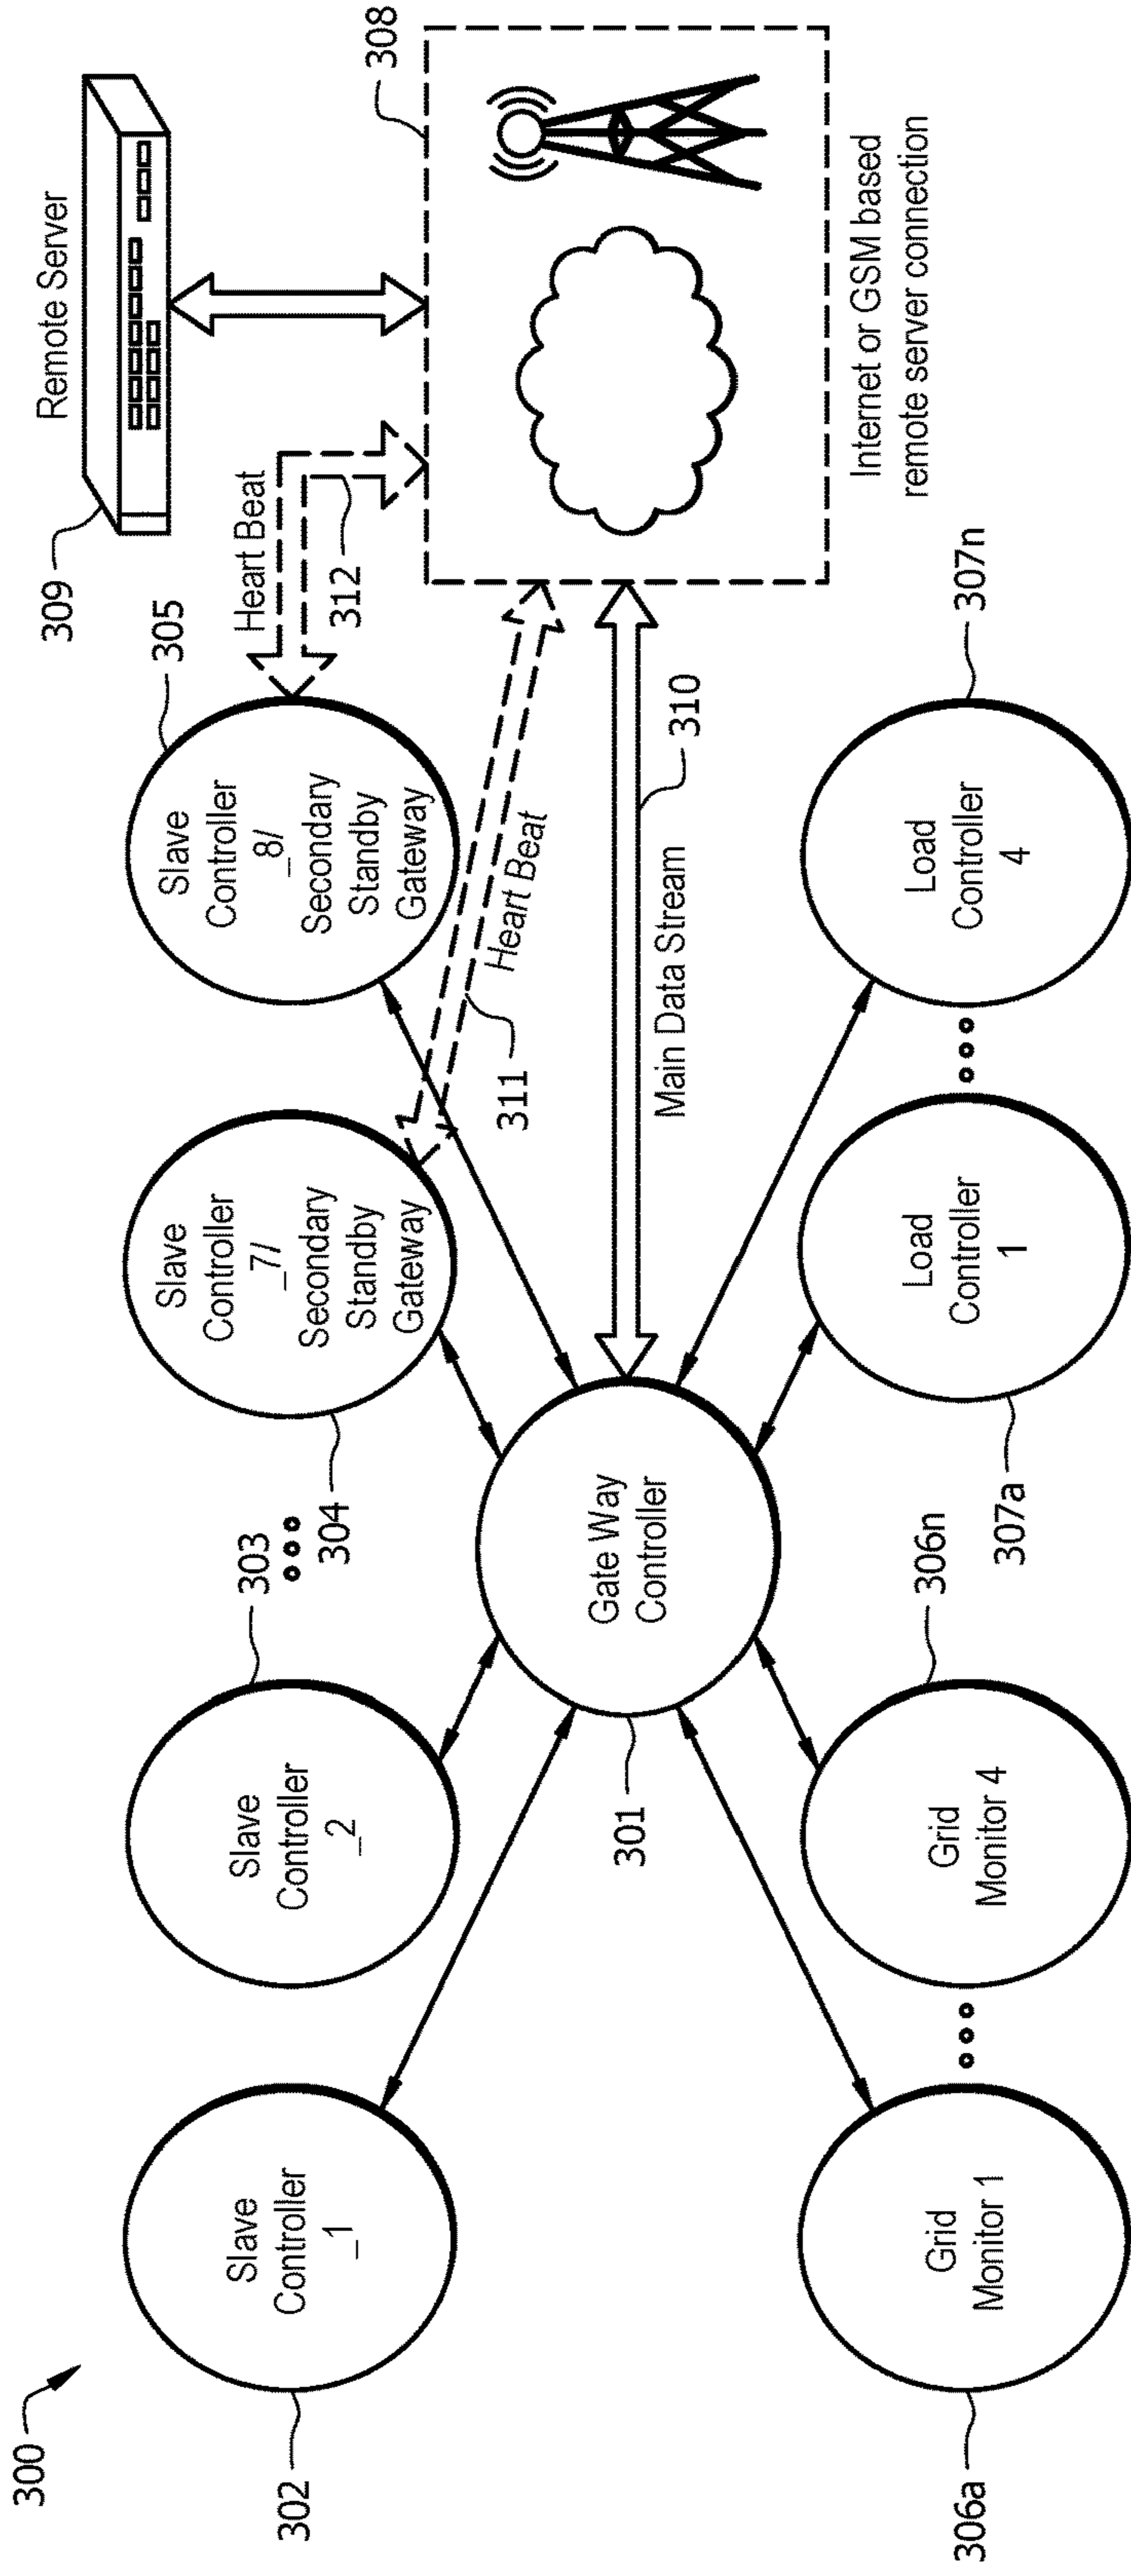 300
Remote Server
309
308
Slave
Controller
_1
302
Slave
Controller
_2
303
Slave
Controller
_7/
Secondary
Standby
Gateway
304
Slave
Controller
_8/
Secondary
Standby
Gateway
305
Heart Beat
312
Heart Beat
311
Gate Way
Controller
301
Main Data Stream
310
Internet or GSM based
remote server connection
Grid
Monitor 1
306a
Grid
Monitor 4
306n
Load
Controller
1
307a
Load
Controller
4
307n